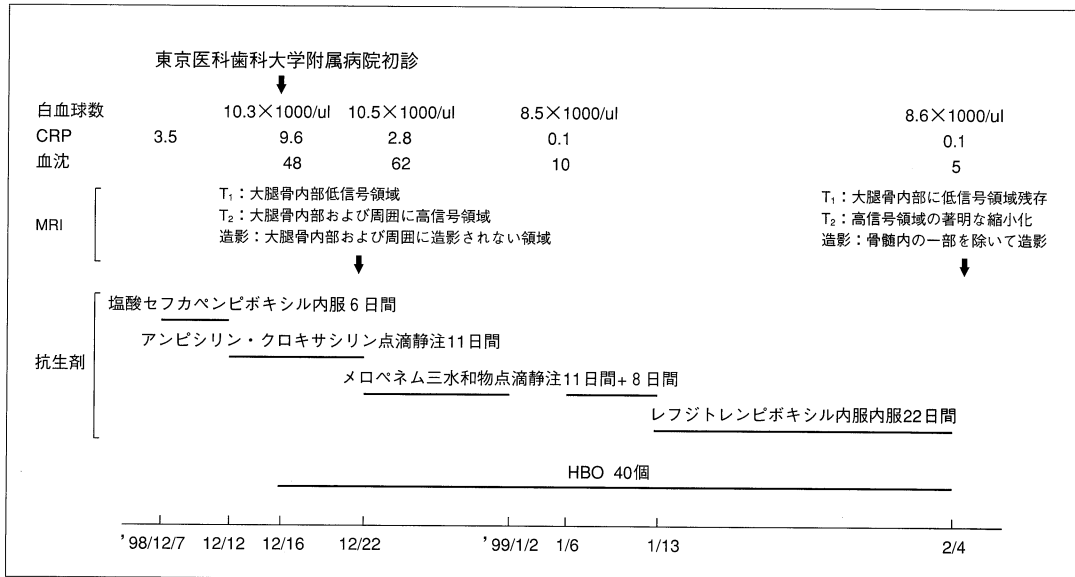 東京医科歯科大学附属病院初診
白血球数 10.3×1000/ul 10.5×1000/ul 8.5×1000/ul 8.6×1000/ul
CRP 3.5 9.6 2.8 0.1 0.1
血沈 48 62 10 5
MRI
T₁：大腿骨内部低信号領域
T₂：大腿骨内部および周囲に高信号領域
造影：大腿骨内部および周囲に造影されない領域
T₁：大腿骨内部に低信号領域残存
T₂：高信号領域の著明な縮小化
造影：骨髄内の一部を除いて造影
抗生剤
塩酸セフカペンピボキシル内服6日間
アンピシリン・クロキサシリン点滴静注11日間
メロペネム三水和物点滴静注11日間+8日間
レフジトレンピボキシル内服内服22日間
HBO 40個
'98/12/7 12/12 12/16 12/22 '99/1/2 1/6 1/13 2/4